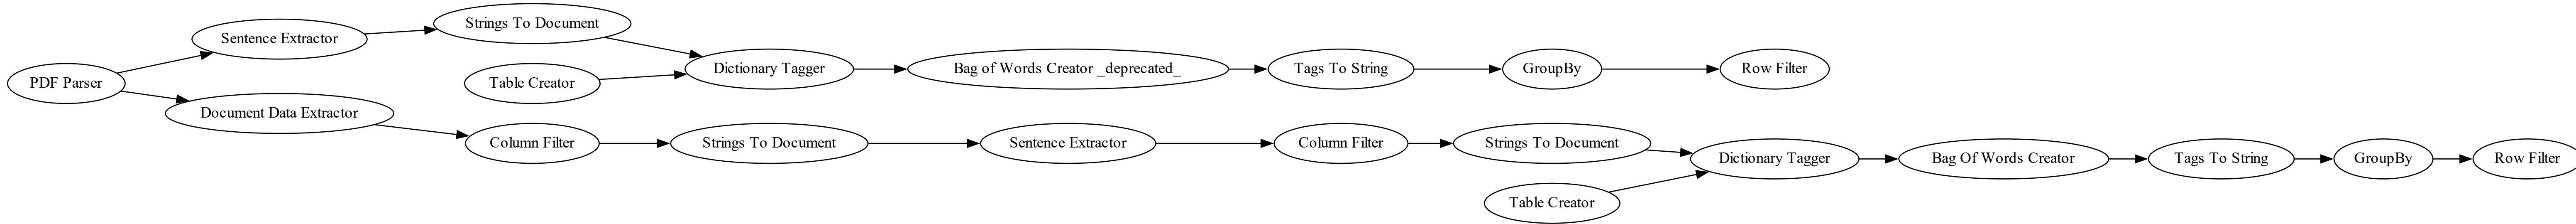 PDF Parser
Sentence Extractor
Strings To Document
Table Creator
Dictionary Tagger
Bag of Words Creator _deprecated_
Tags To String
GroupBy
Row Filter
Document Data Extractor
Column Filter
Strings To Document
Sentence Extractor
Column Filter
Strings To Document
Table Creator
Dictionary Tagger
Bag Of Words Creator
Tags To String
GroupBy
Row Filter